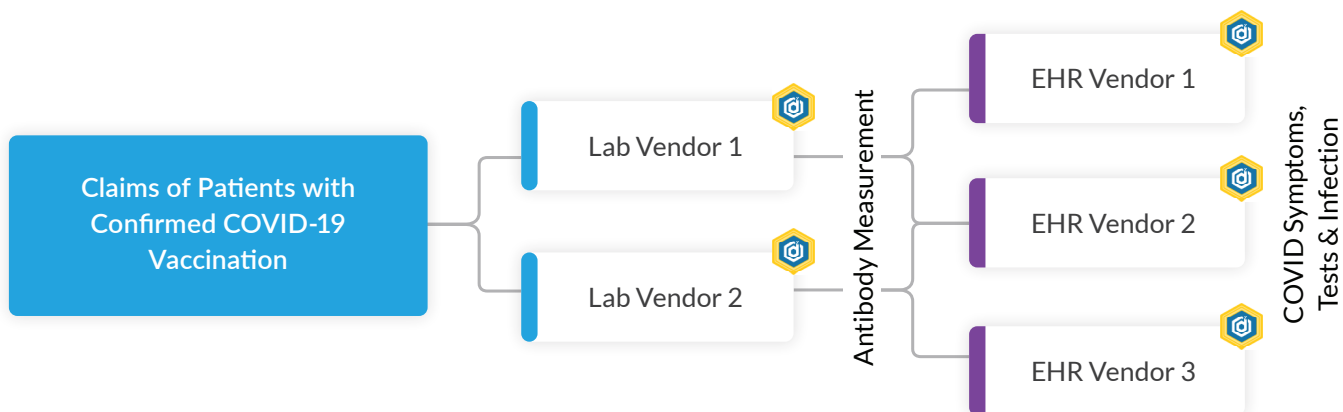 Claims of Patients with
Confirmed COVID-19
Vaccination
Lab Vendor 1
Lab Vendor 2
Antibody Measurement
EHR Vendor 1
EHR Vendor 2
EHR Vendor 3
COVID Symptoms,
Tests & Infection